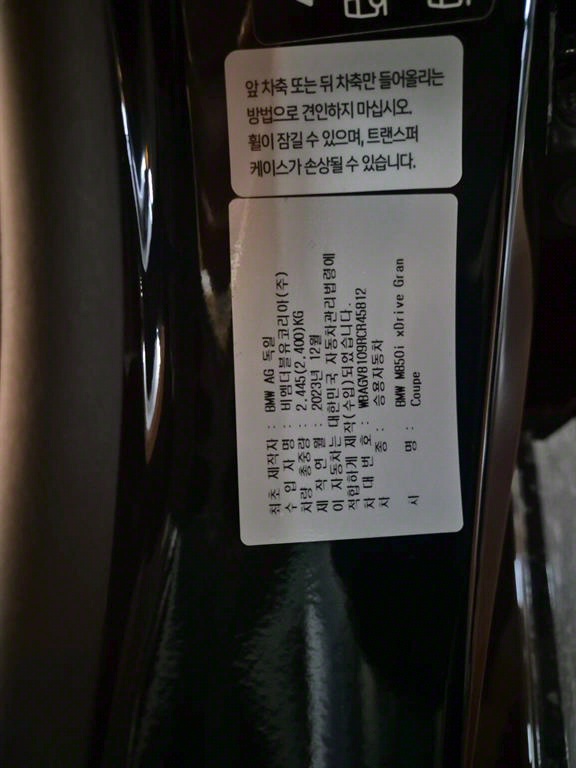 앞 차축 또는 뒤 차축만 들어올리는
방법으로 견인하지 마십시오.
휠이 잠길 수 있으며, 트랜스퍼
케이스가 손상될 수 있습니다.
최초 제작자 : BMW AG 독일
수 입 자 명 : 비엠더블유코리아(주)
차량 총중량 : 2,445(2,400)KG
제 작 연 월 : 2023년 12월
이 자동차는 대한민국 자동차관리법령에
적합하게 제작(수입)되었습니다.
차 대 번 호 : WBAGV8109RCR45812
차 종 : 승용자동차
시 명 : BMW M850i xDrive Gran
Coupe